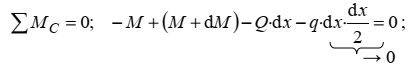 ∑M_C = 0;   −M + (M + dM) − Q·dx − q·dx·dx/2 = 0 ;
→ 0